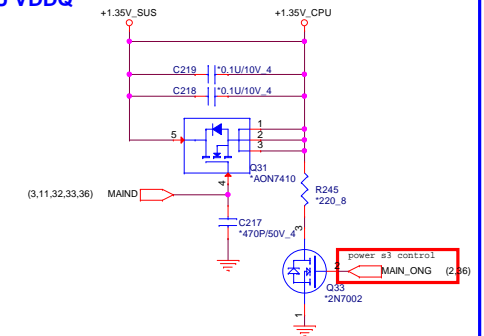 VDDQ
+1.35V_SUS
+1.35V_CPU
C219
*0.1U/10V_4
C218
*0.1U/10V_4
5
1
2
3
Q31
*AON7410
4
(3,11,32,33,36)
MAIND
R245
*220_8
C217
*470P/50V_4
3
power s3 control
2
MAIN_ONG
(2,36)
Q33
*2N7002
1